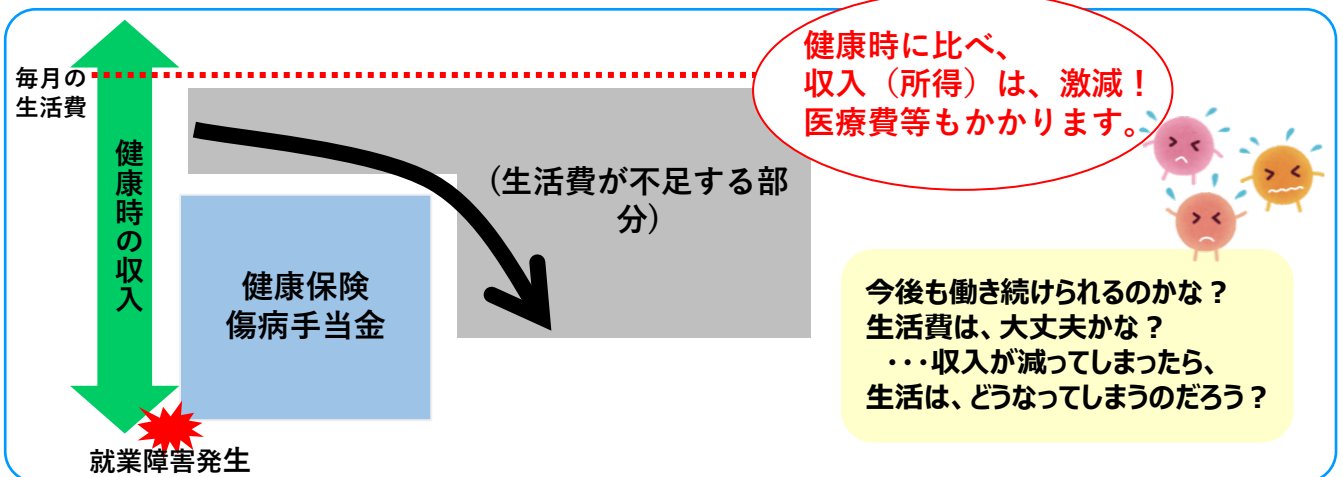 健康時に比べ、
収入（所得）は、激減！
医療費等もかかります。
毎月の
生活費
健康時の収入
(生活費が不足する部
分)
健康保険
傷病手当金
今後も働き続けられるのかな？
生活費は、大丈夫かな？
・・・収入が減ってしまったら、
生活は、どうなってしまうのだろう？
就業障害発生